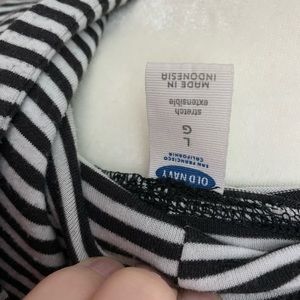 OLD NAVY
SAN FRANCISCO
CALIFORNIA
L
G
stretch
extensible
MADE IN
INDONESIA